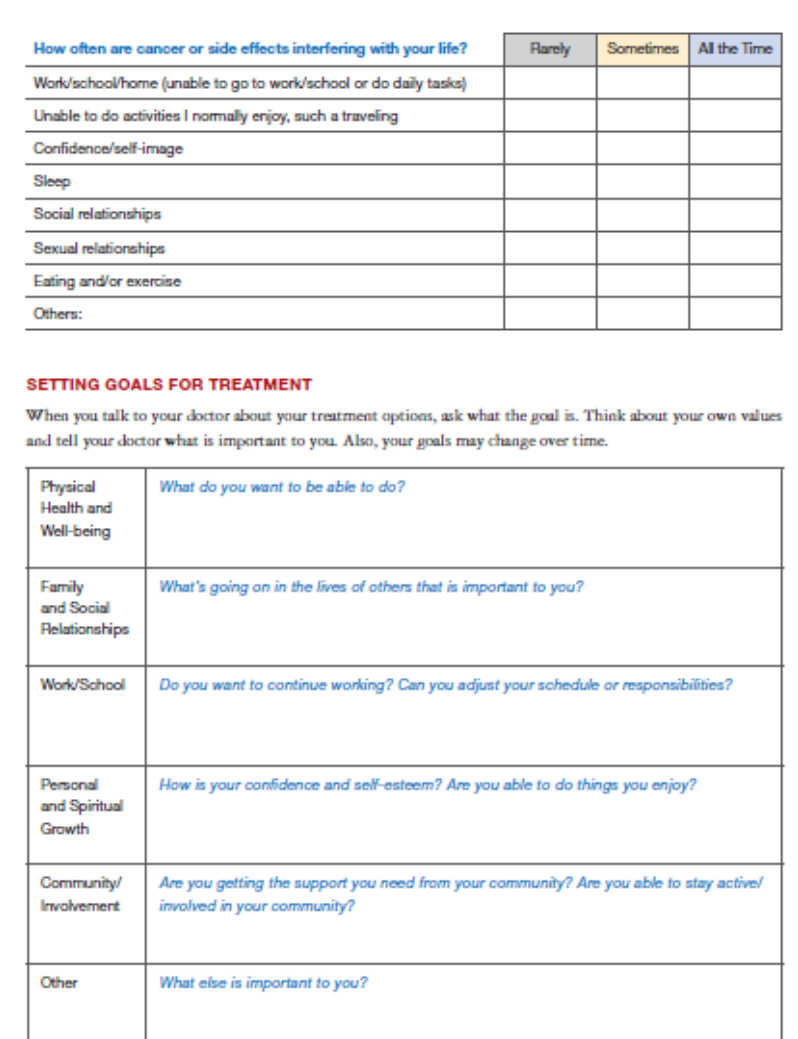 How often are cancer or side effects interfering with your life? Rarely Sometimes All the Time
Work/school/home (unable to go to work/school or do daily tasks)
Unable to do activities I normally enjoy, such a traveling
Confidence/self-image
Sleep
Social relationships
Sexual relationships
Eating and/or exercise
Others:
SETTING GOALS FOR TREATMENT
When you talk to your doctor about your treatment options, ask what the goal is. Think about your own values
and tell your doctor what is important to you. Also, your goals may change over time.
Physical
Health and
Well-being
What do you want to be able to do?
Family
and Social
Relationships
What's going on in the lives of others that is important to you?
Work/School
Do you want to continue working? Can you adjust your schedule or responsibilities?
Personal
and Spiritual
Growth
How is your confidence and self-esteem? Are you able to do things you enjoy?
Community/
Involvement
Are you getting the support you need from your community? Are you able to stay active/
involved in your community?
Other
What else is important to you?